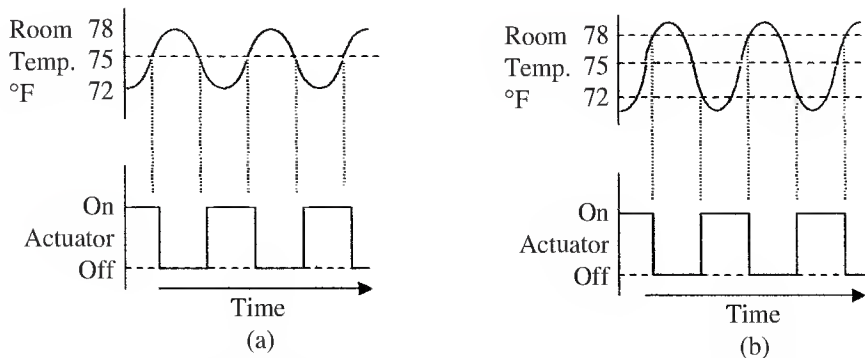 Room 78
Temp. 75
°F 72
On
Actuator
Off
Time
(a)
Room 78
Temp. 75
°F 72
On
Actuator
Off
Time
(b)